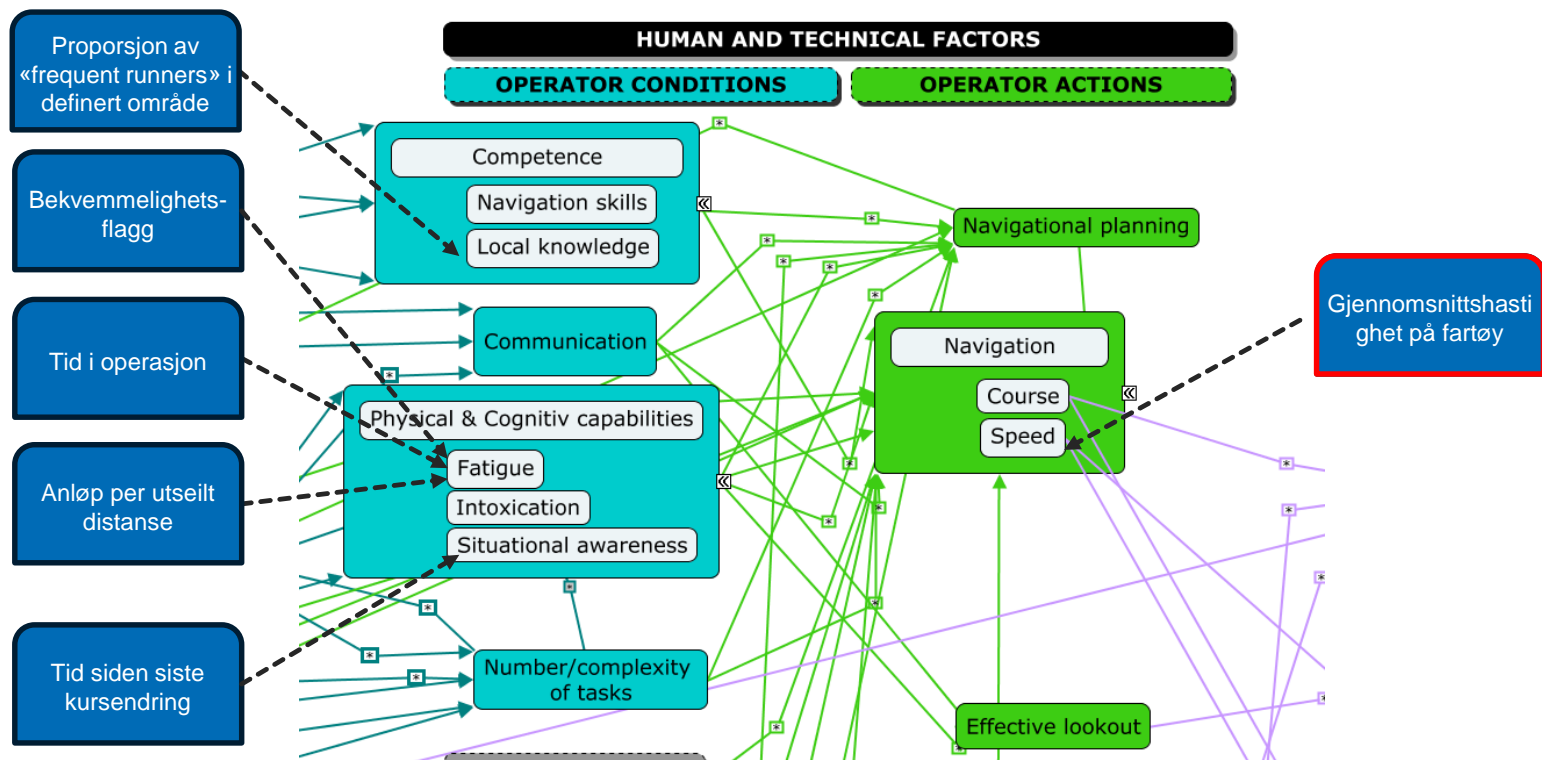 Proporsjon av
«frequent runners» i
definert område
Bekvemmelighets-
flagg
Tid i operasjon
Anløp per utseilt
distanse
Tid siden siste
kursendring
HUMAN AND TECHNICAL FACTORS
OPERATOR CONDITIONS
OPERATOR ACTIONS
Competence
Navigation skills
Local knowledge
Communication
Physical & Cognitiv capabilities
Fatigue
Intoxication
Situational awareness
Number/complexity
of tasks
Navigational planning
Navigation
Course
Speed
Effective lookout
Gjennomsnittshasti
ghet på fartøy